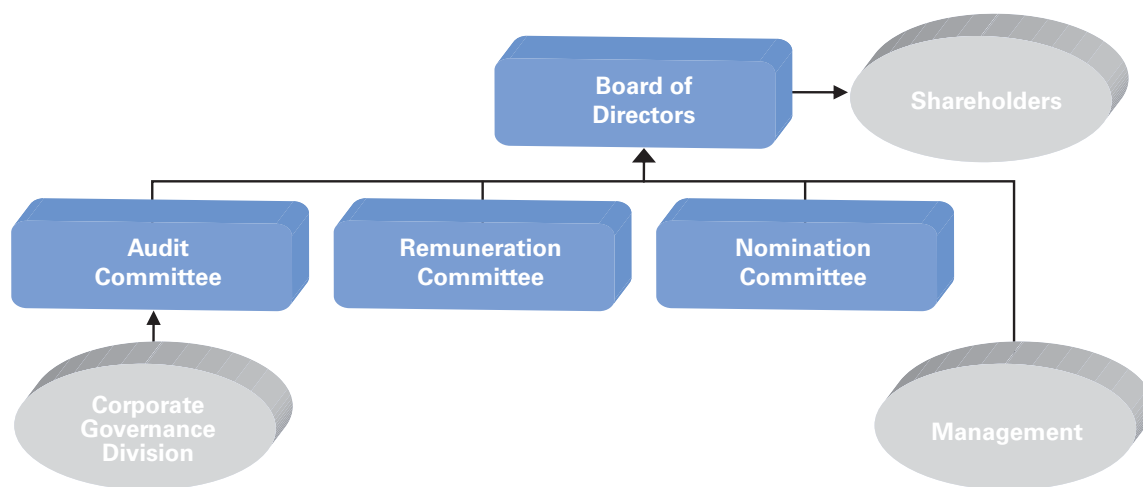 Board of
Directors
Shareholders
Audit
Committee
Remuneration
Committee
Nomination
Committee
Corporate
Governance
Division
Management